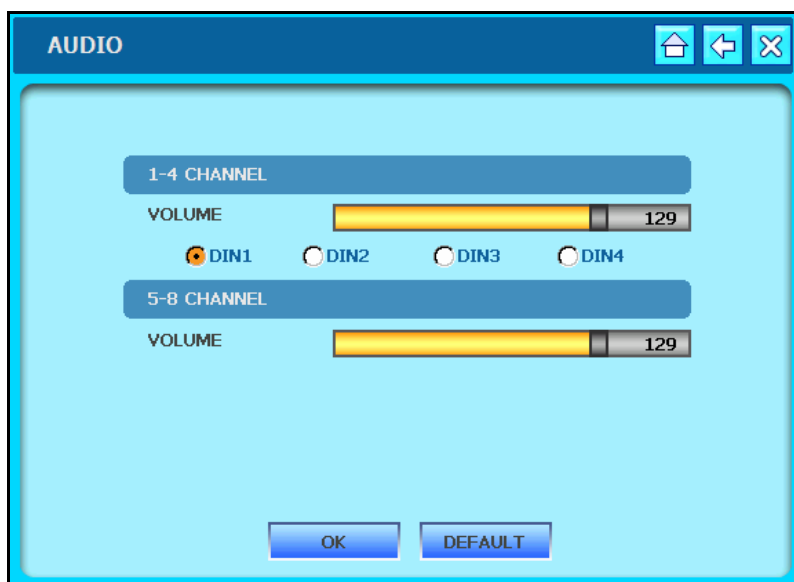 AUDIO
1-4 CHANNEL
VOLUME 129
DIN1 DIN2 DIN3 DIN4
5-8 CHANNEL
VOLUME 129
OK DEFAULT